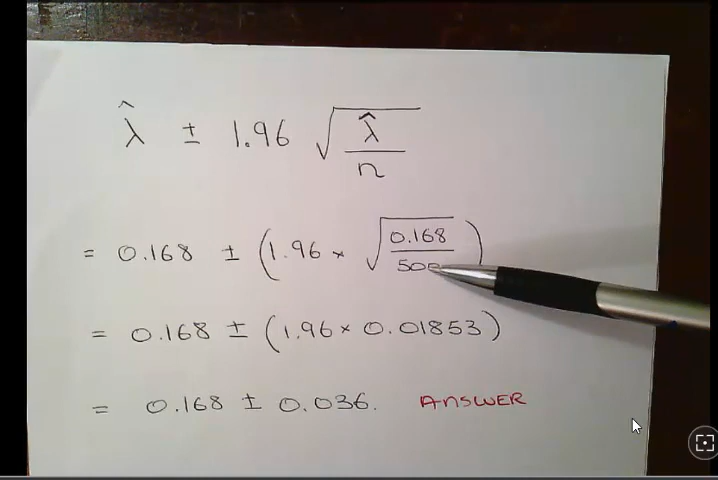 λ̂ ± 1.96 √(λ̂/n)
= 0.168 ± (1.96 × √(0.168/500))
= 0.168 ± (1.96 × 0.01853)
= 0.168 ± 0.036. ANSWER